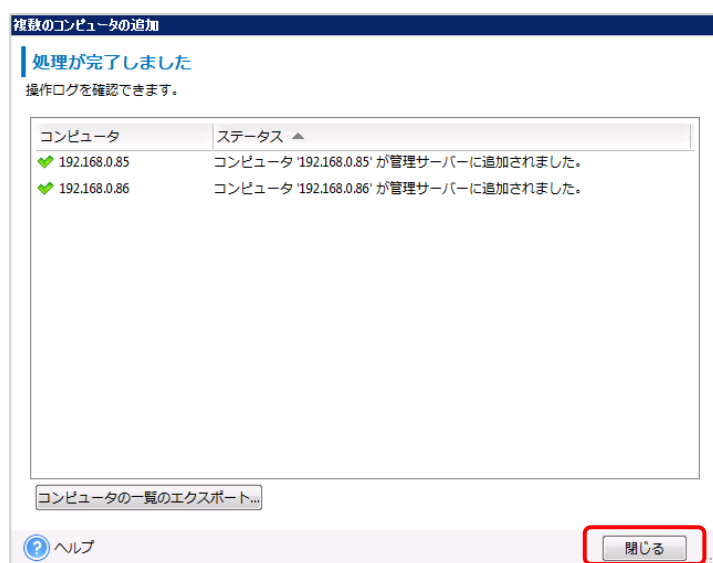 複数のコンピュータの追加
処理が完了しました
操作ログを確認できます。
コンピュータ ステータス
192.168.0.85 コンピュータ '192.168.0.85' が管理サーバーに追加されました。
192.168.0.86 コンピュータ '192.168.0.86' が管理サーバーに追加されました。
コンピュータの一覧のエクスポート...
ヘルプ 閉じる